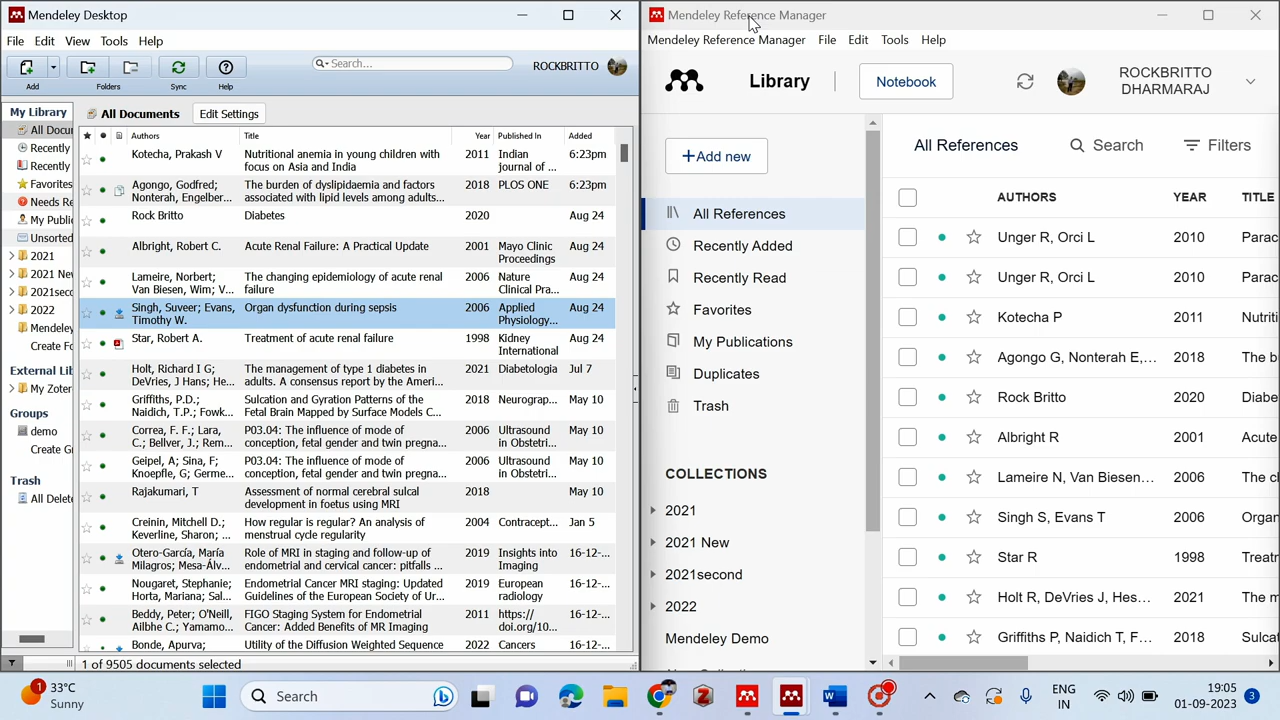 Mendeley Desktop
File Edit View Tools Help
Search...
ROCKBRITTO
Add Folders Sync Help
My Library
All Documents
Edit Settings
All Docu
Recently
Recently
Favorites
Needs Re
My Publi
Unsorted
2021
2021 Ne
2021sec
2022
Mendele
Create Fo
External Lib
My Zoter
Groups
demo
Create G
Trash
All Delet
Authors Title Year Published In Added
Kotecha, Prakash V Nutritional anemia in young children with 2011 Indian 6:23pm
focus on Asia and India journal of ...
Agongo, Godfred; The burden of dyslipidaemia and factors 2018 PLOS ONE 6:23pm
Nonterah, Engelber... associated with lipid levels among adults...
Rock Britto Diabetes 2020 Aug 24
Albright, Robert C. Acute Renal Failure: A Practical Update 2001 Mayo Clinic Aug 24
Proceedings
Lameire, Norbert; The changing epidemiology of acute renal 2006 Nature Aug 24
Van Biesen, Wim; V... failure Clinical Pra...
Singh, Suveer; Evans, Organ dysfunction during sepsis 2006 Applied Aug 24
Timothy W. Physiology...
Star, Robert A. Treatment of acute renal failure 1998 Kidney Aug 24
International
Holt, Richard I G; The management of type 1 diabetes in 2021 Diabetologia Jul 7
DeVries, J Hans; He... adults. A consensus report by the Ameri...
Griffiths, P.D.; Sulcation and Gyration Patterns of the 2018 Neurograp... May 10
Naidich, T.P.; Fowk... Fetal Brain Mapped by Surface Models C...
Correa, F. F.; Lara, P03.04: The influence of mode of 2006 Ultrasound May 10
C.; Bellver, J.; Rem... conception, fetal gender and twin pregna... in Obstetri...
Geipel, A; Sina, F; P03.04: The influence of mode of 2006 Ultrasound May 10
Knoepfle, G; Germe... conception, fetal gender and twin pregna... in Obstetri...
Rajakumari, T Assessment of normal cerebral sulcal 2018 May 10
development in foetus using MRI
Creinin, Mitchell D.; How regular is regular? An analysis of 2004 Contracept... Jan 5
Keverline, Sharon; ... menstrual cycle regularity
Otero-García, María Role of MRI in staging and follow-up of 2019 Insights into 16-12-...
Milagros; Mesa-Álv... endometrial and cervical cancer: pitfalls ... Imaging
Nougaret, Stephanie; Endometrial Cancer MRI staging: Updated 2019 European 16-12-...
Horta, Mariana; Sal... Guidelines of the European Society of Ur... radiology
Beddy, Peter; O'Neill, FIGO Staging System for Endometrial 2011 https:// 16-12-...
Ailbhe C.; Yamamo... Cancer: Added Benefits of MR Imaging doi.org/10...
Bonde, Apurva; Utility of the Diffusion Weighted Sequence 2022 Cancers 16-12-...
1 of 9505 documents selected
Mendeley Reference Manager
Mendeley Reference Manager File Edit Tools Help
Library
Notebook
ROCKBRITTO
DHARMARAJ
+Add new
All References
Recently Added
Recently Read
Favorites
My Publications
Duplicates
Trash
COLLECTIONS
2021
2021 New
2021second
2022
Mendeley Demo
All References Search Filters
AUTHORS YEAR TITLE
Unger R, Orci L 2010 Parac
Unger R, Orci L 2010 Parac
Kotecha P 2011 Nutriti
Agongo G, Nonterah E,... 2018 The b
Rock Britto 2020 Diabe
Albright R 2001 Acute
Lameire N, Van Biesen... 2006 The cl
Singh S, Evans T 2006 Organ
Star R 1998 Treatm
Holt R, DeVries J, Hes... 2021 The m
Griffiths P, Naidich T, F... 2018 Sulcat
1
33°C
Sunny
Search
ENG
IN
19:05
01-09-2023
3